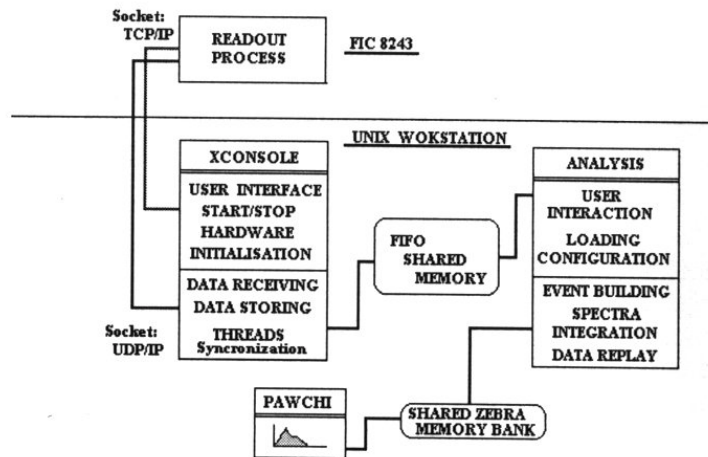 Socket:
TCP/IP
READOUT
PROCESS
FIC 8243
UNIX WOKSTATION
XCONSOLE
USER INTERFACE
START/STOP
HARDWARE
INITIALISATION
DATA RECEIVING
DATA STORING
THREADS
Syncronization
Socket:
UDP/IP
FIFO
SHARED
MEMORY
ANALYSIS
USER
INTERACTION
LOADING
CONFIGURATION
EVENT BUILDING
SPECTRA
INTEGRATION
DATA REPLAY
PAWCHI
SHARED ZEBRA
MEMORY BANK